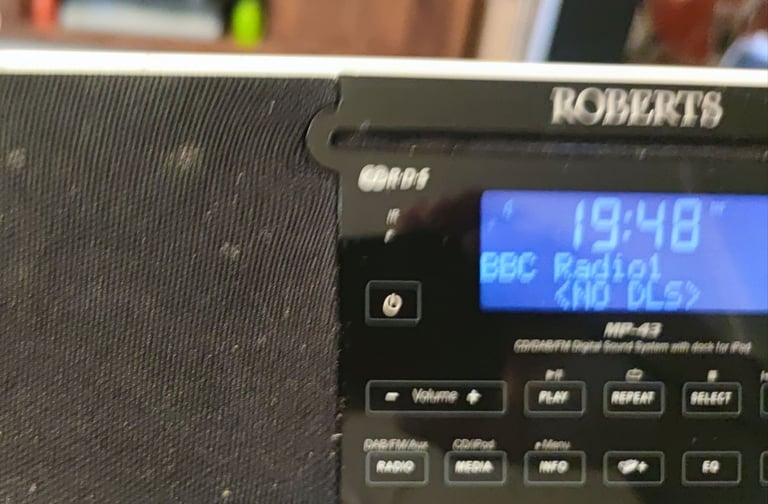 ROBERTS
19:48
BBC Radio1
<NO DLS>
MP-43
CD/DAB/FM Digital Sound System with dock for iPod
- Volume +
PLAY
REPEAT
SELECT
DAB/FM/Aux
CD/iPod
Menu
RADIO
MEDIA
INFO
EQ